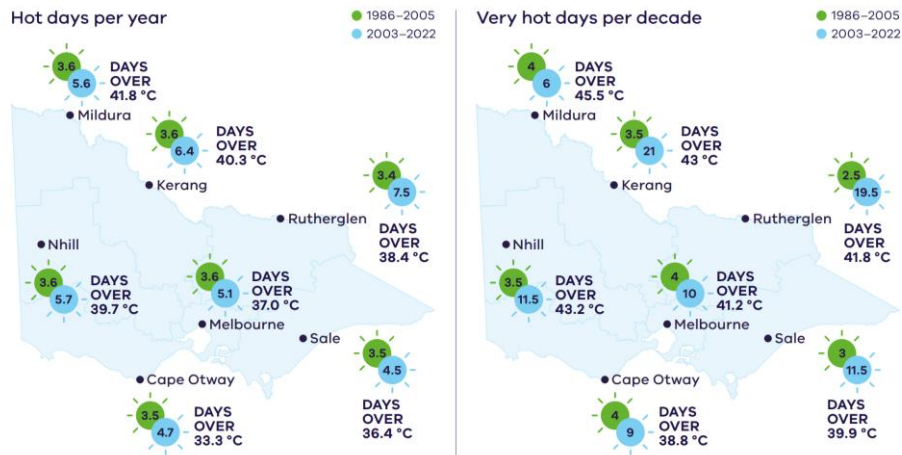 Hot days per year
1986–2005
2003–2022
3.6
5.6
DAYS
OVER
41.8 °C
Mildura
3.6
6.4
DAYS
OVER
40.3 °C
Kerang
3.4
7.5
DAYS
OVER
38.4 °C
Rutherglen
Nhill
3.6
5.7
DAYS
OVER
39.7 °C
3.6
5.1
DAYS
OVER
37.0 °C
Melbourne
Sale
3.5
4.5
DAYS
OVER
36.4 °C
Cape Otway
3.5
4.7
DAYS
OVER
33.3 °C
Very hot days per decade
1986–2005
2003–2022
4
6
DAYS
OVER
45.5 °C
Mildura
3.5
21
DAYS
OVER
43 °C
Kerang
2.5
19.5
DAYS
OVER
41.8 °C
Rutherglen
Nhill
3.5
11.5
DAYS
OVER
43.2 °C
4
10
DAYS
OVER
41.2 °C
Melbourne
Sale
3
11.5
DAYS
OVER
39.9 °C
Cape Otway
4
9
DAYS
OVER
38.8 °C